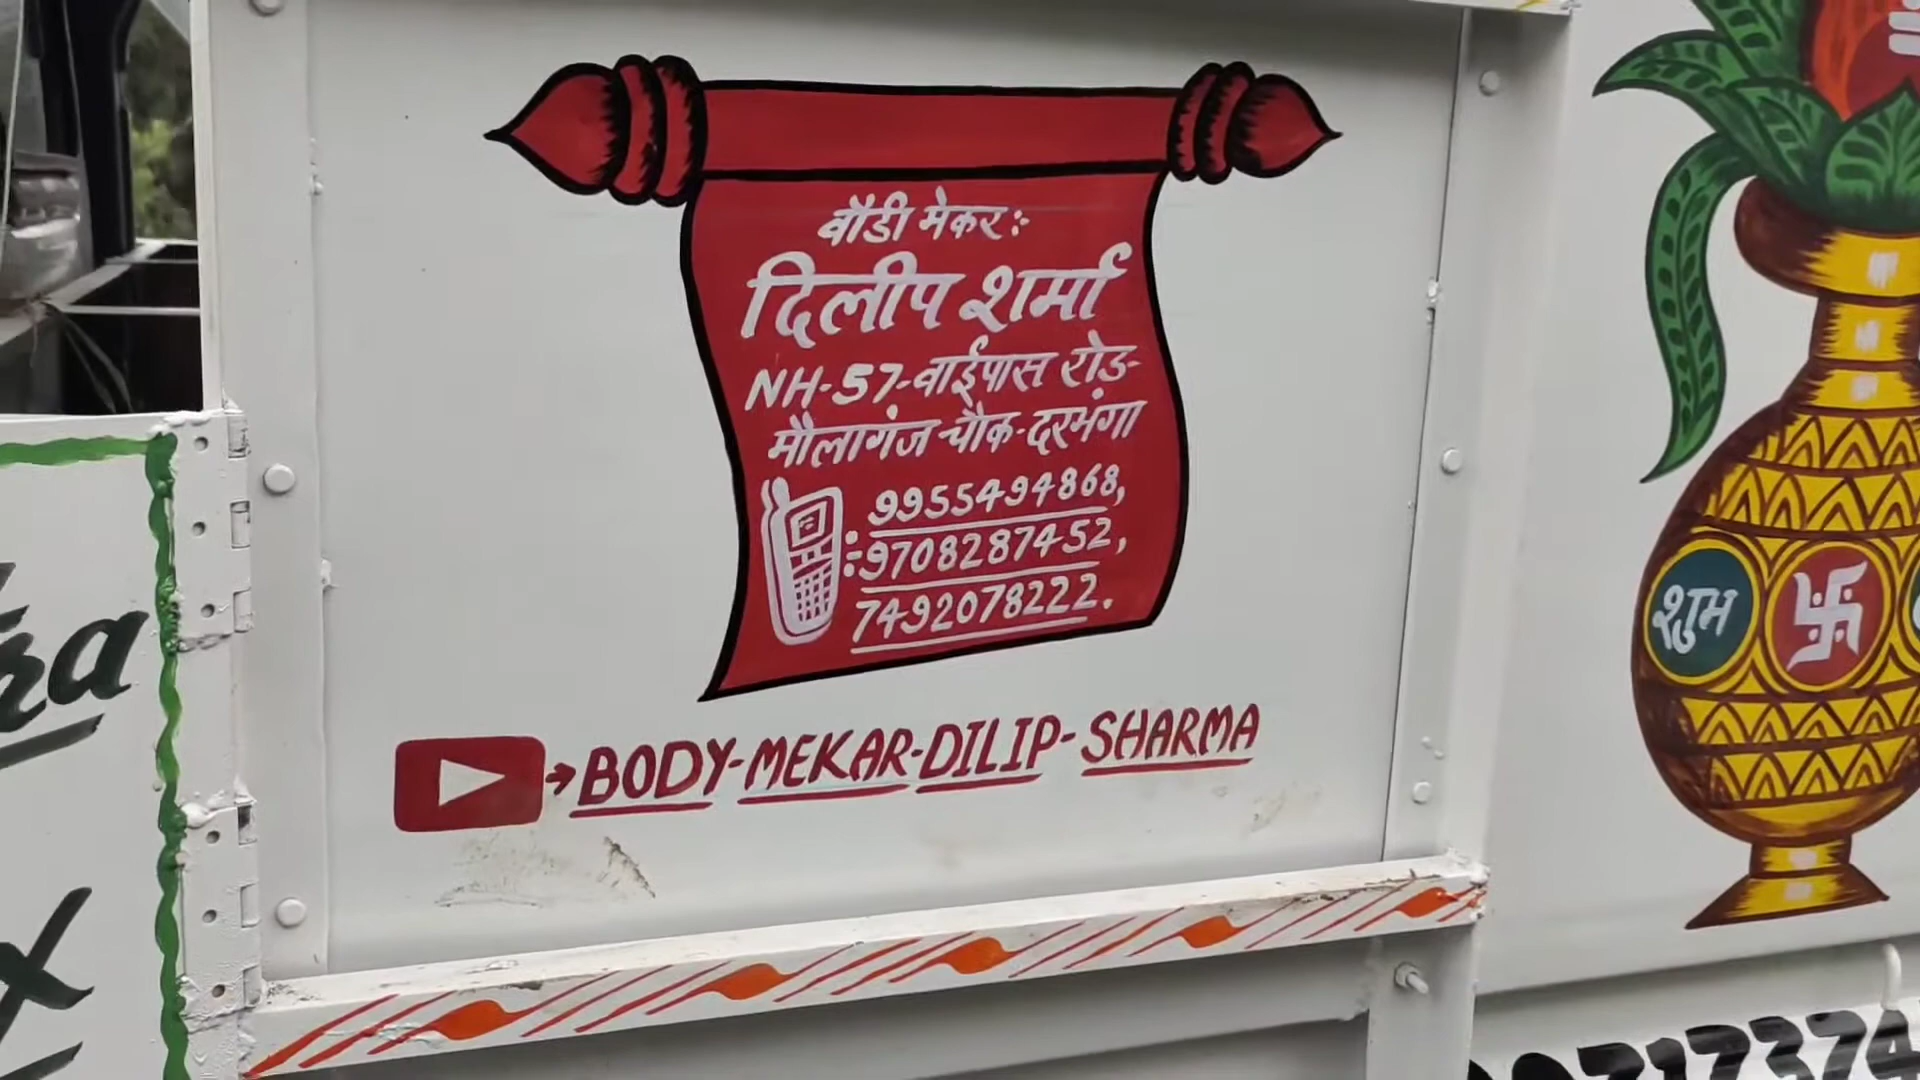 वॉडी मेकर:
दिलीप शर्मा
NH-57-वाईपास रोड-
मौलागंज चौक-दरभंगा
:9955494868,
:9708287452,
7492078222.
BODY-MEKAR-DILIP-SHARMA
शुभ